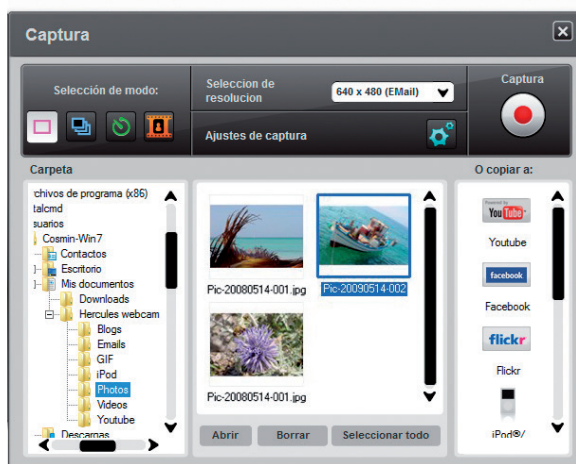 Captura
Selección de modo:
Seleccion de
resolucion
640 x 480 (EMail)
Captura
Ajustes de captura
Carpeta
O copiar a:
rchivos de programa (x86)
talcmd
suarios
Cosmin-Win7
Contactos
Escritorio
Mis documentos
Downloads
Hercules webcam
Blogs
Emails
GIF
iPod
Photos
Videos
Youtube
Descargas
Pic-20080514-001.jpg
Pic-20090514-002
Pic-20080514-001.jpg
Abrir
Borrar
Seleccionar todo
Powered by
You Tube
Youtube
facebook
Facebook
flickr
Flickr
iPod®/